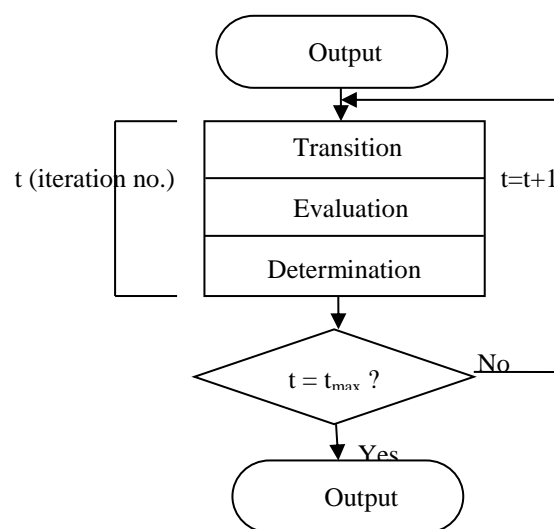 Output
Transition
t (iteration no.)
t=t+1
Evaluation
Determination
No
t = tmax ?
Yes
Output